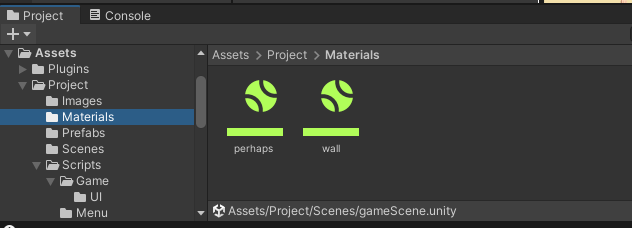 Project Console
Assets
Plugins
Project
Images
Materials
Prefabs
Scenes
Scripts
Game
UI
Menu
Assets > Project > Materials
perhaps wall
Assets/Project/Scenes/gameScene.unity